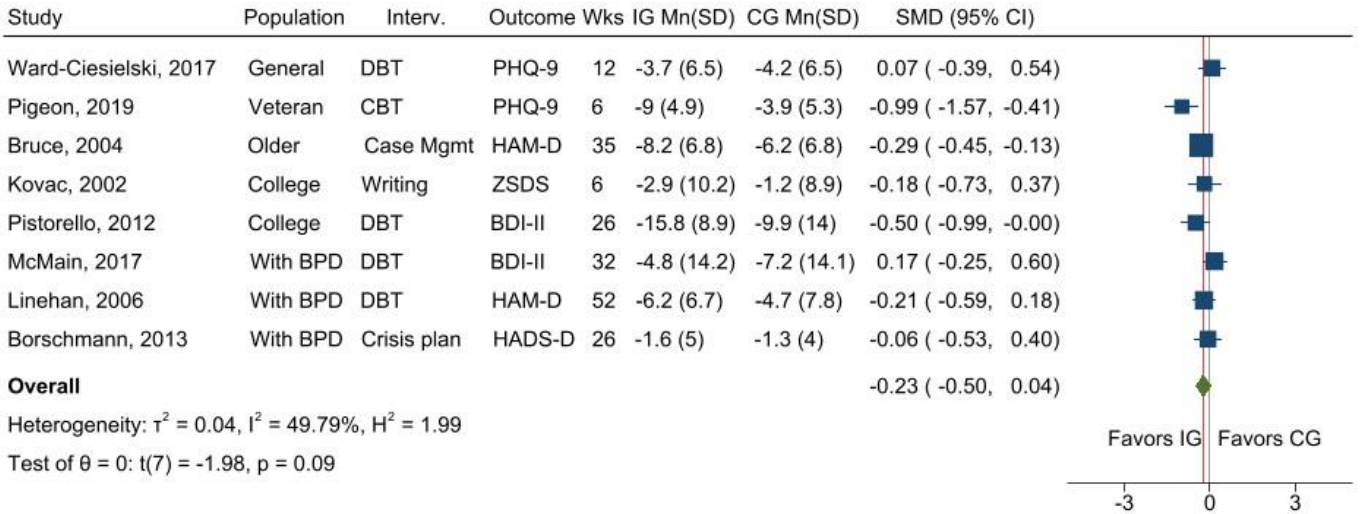 Study Population Interv. Outcome Wks IG Mn(SD) CG Mn(SD) SMD (95% CI)
Ward-Ciesielski, 2017 General DBT PHQ-9 12 -3.7 (6.5) -4.2 (6.5) 0.07 ( -0.39, 0.54)
Pigeon, 2019 Veteran CBT PHQ-9 6 -9 (4.9) -3.9 (5.3) -0.99 ( -1.57, -0.41)
Bruce, 2004 Older Case Mgmt HAM-D 35 -8.2 (6.8) -6.2 (6.8) -0.29 ( -0.45, -0.13)
Kovac, 2002 College Writing ZSDS 6 -2.9 (10.2) -1.2 (8.9) -0.18 ( -0.73, 0.37)
Pistorello, 2012 College DBT BDI-II 26 -15.8 (8.9) -9.9 (14) -0.50 ( -0.99, -0.00)
McMain, 2017 With BPD DBT BDI-II 32 -4.8 (14.2) -7.2 (14.1) 0.17 ( -0.25, 0.60)
Linehan, 2006 With BPD DBT HAM-D 52 -6.2 (6.7) -4.7 (7.8) -0.21 ( -0.59, 0.18)
Borschmann, 2013 With BPD Crisis plan HADS-D 26 -1.6 (5) -1.3 (4) -0.06 ( -0.53, 0.40)
Overall -0.23 ( -0.50, 0.04)
Heterogeneity: τ² = 0.04, I² = 49.79%, H² = 1.99
Favors IG Favors CG
Test of θ = 0: t(7) = -1.98, p = 0.09
-3 0 3